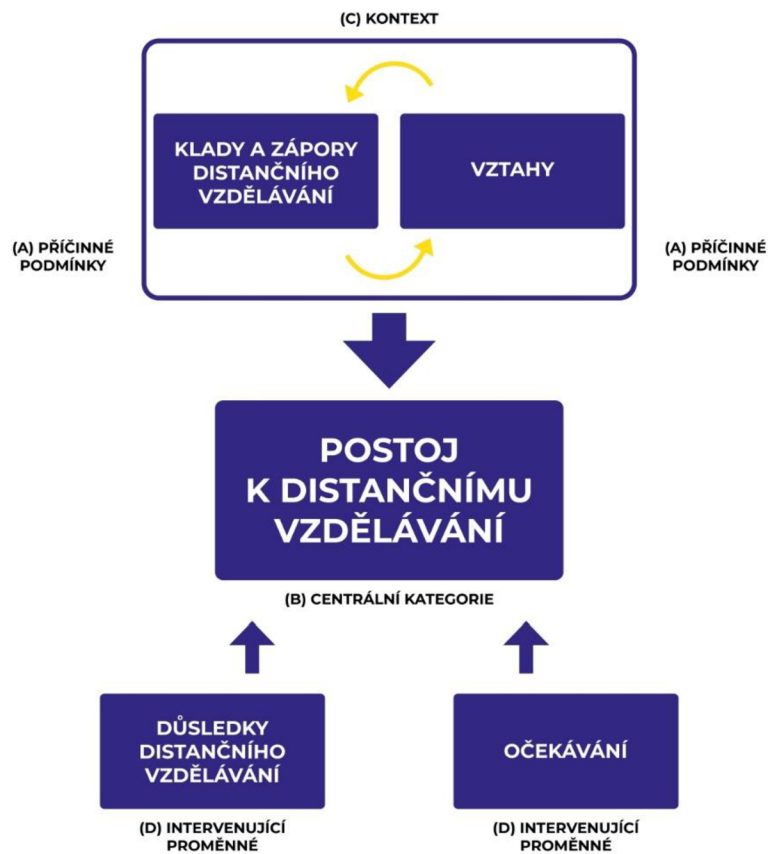 (C) KONTEXT
KLADY A ZÁPORY
DISTANČNÍHO
VZDĚLÁVÁNÍ
VZTAHY
(A) PŘÍČINNÉ
PODMÍNKY
(A) PŘÍČINNÉ
PODMÍNKY
POSTOJ
K DISTANČNÍMU
VZDĚLÁVÁNÍ
(B) CENTRÁLNÍ KATEGORIE
DŮSLEDKY
DISTANČNÍHO
VZDĚLÁVÁNÍ
OČEKÁVÁNÍ
(D) INTERVENUJÍCÍ
PROMĚNNÉ
(D) INTERVENUJÍCÍ
PROMĚNNÉ